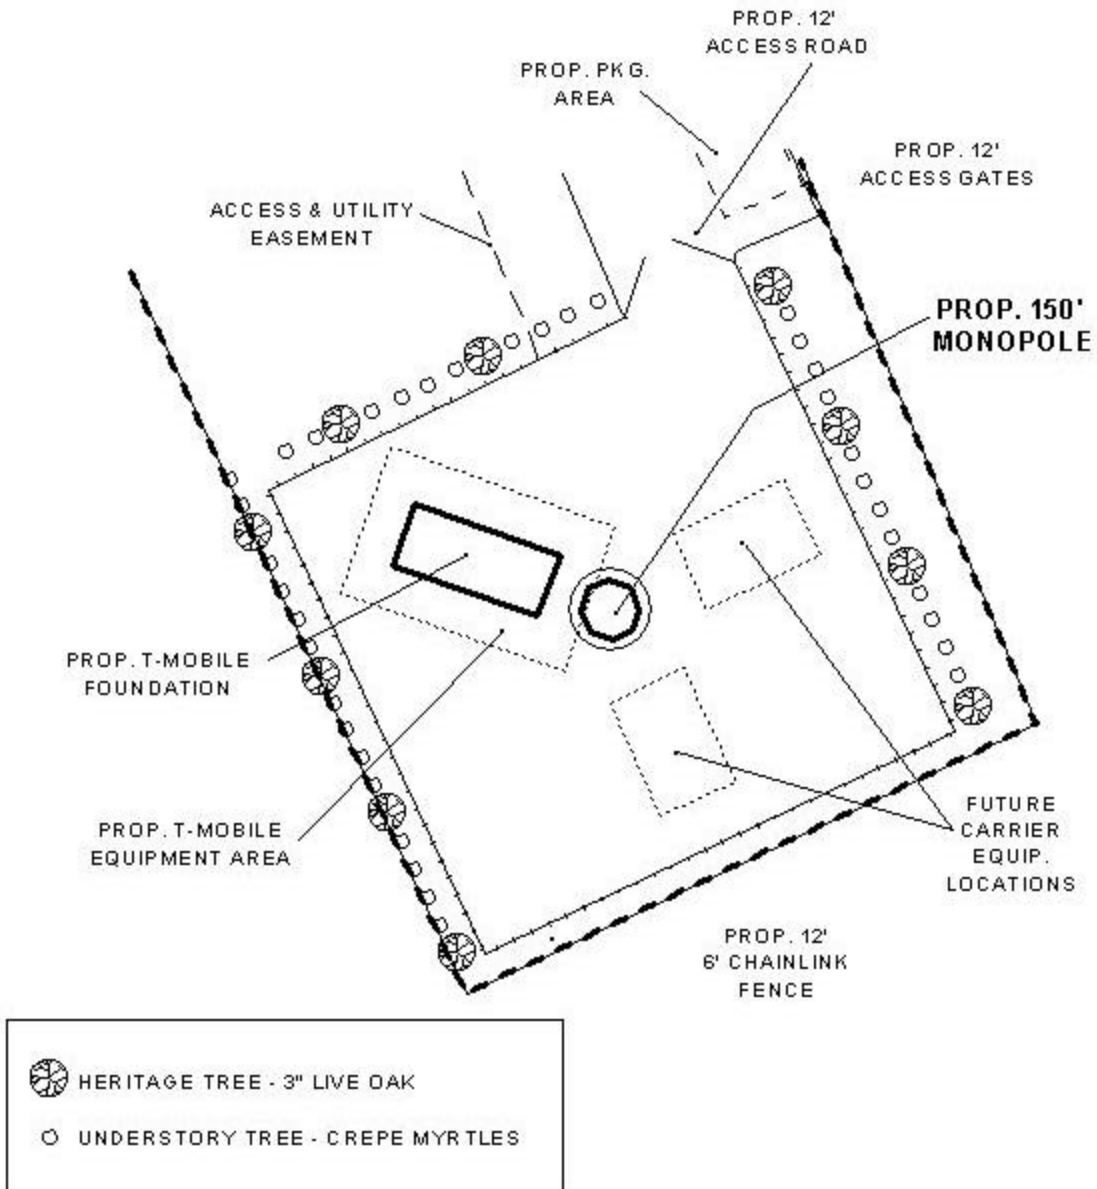 PROP. 12'
ACCESS ROAD
PROP. PKG.
AREA
PROP. 12'
ACCESS GATES
ACCESS & UTILITY
EASEMENT
PROP. 150'
MONOPOLE
PROP. T-MOBILE
FOUNDATION
PROP. T-MOBILE
EQUIPMENT AREA
FUTURE
CARRIER
EQUIP.
LOCATIONS
PROP. 12'
6' CHAINLINK
FENCE
HERITAGE TREE - 3" LIVE OAK
UNDERSTORY TREE - CREPE MYRTLES